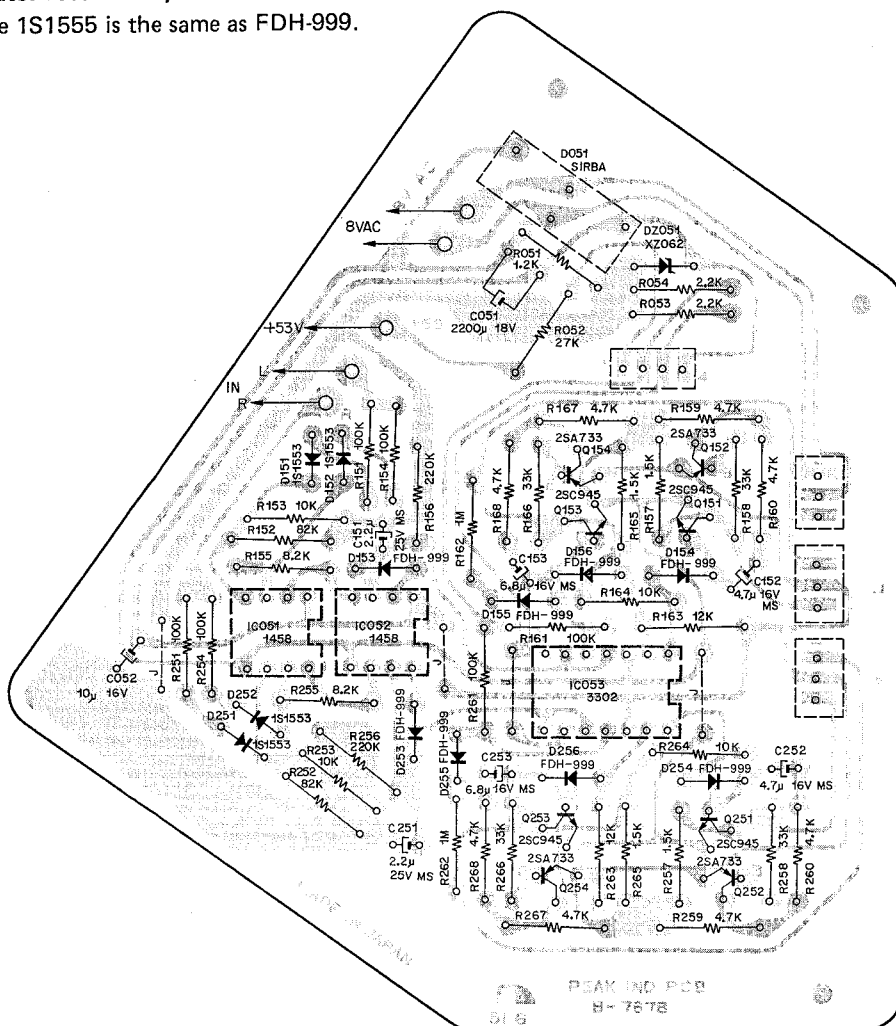 e 1S1555 is the same as FDH-999.
D051
SIRBA
8VAC
8V AC
DZ051
XZ062
R051
1.2K
R054 2.2K
C051
2200µ 18V
R053 2.2K
R052
27K
+53V
L
IN
R
R167 4.7K
R159 4.7K
D151
1S1553
D152
1S1553
R151 100K
R154 100K
R156 220K
R162 1M
R168 4.7K
R166 33K
2SA733
Q154
2SC945
Q153
R165 1.5K
R157 1.5K
2SA733
Q152
2SC945
Q151
R158 33K
R160 4.7K
R153 10K
R152 82K
R155 8.2K
C151
2.2µ
25V MS
D153 FDH-999
D156
FDH-999
D154
FDH-999
C153
6.8µ 16V MS
C152
4.7µ 16V
MS
R164 10K
D155 FDH-999
R163 12K
R161
100K
IC051
1458
IC052
1458
J
IC053
3302
J
J
J
R251 100K
R254 100K
R261 100K
C052
10µ 16V
D252
1S1553
D251
1S1553
R255 8.2K
R256
220K
R253
10K
R252
82K
D253 FDH-999
D255 FDH-999
C253
6.8µ 16V MS
D256
FDH-999
R264 10K
D254 FDH-999
C252
4.7µ 16V MS
C251
2.2µ
25V MS
R262 1M
R268 4.7K
R266 33K
Q253
2SC945
2SA733
Q254
R263 12K
R265 1.5K
R257 1.5K
Q251
2SC945
2SA733
Q252
R258 33K
R260 4.7K
R267 4.7K
R259 4.7K
PEAK IND PCB
B-7678